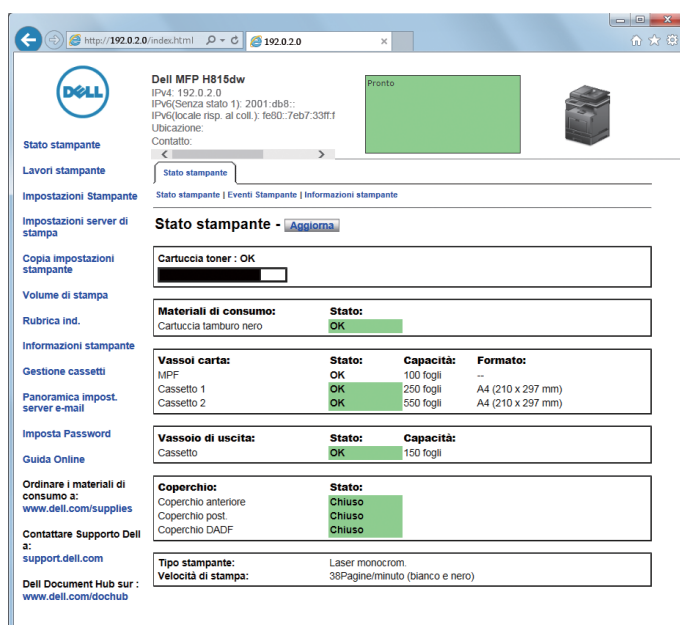 http://192.0.2.0/index.html
192.0.2.0
DELL
Dell MFP H815dw
IPv4: 192.0.2.0
IPv6(Senza stato 1): 2001:db8::
IPv6(locale risp. al coll.): fe80::7eb7:33ff:f
Ubicazione:
Contatto:
Pronto
Stato stampante
Lavori stampante
Impostazioni Stampante
Impostazioni server di
stampa
Copia impostazioni
stampante
Volume di stampa
Rubrica ind.
Informazioni stampante
Gestione cassetti
Panoramica impost.
server e-mail
Imposta Password
Guida Online
Ordinare i materiali di
consumo a:
www.dell.com/supplies
Contattare Supporto Dell
a:
support.dell.com
Dell Document Hub sur :
www.dell.com/dochub
Stato stampante
Stato stampante | Eventi Stampante | Informazioni stampante
Stato stampante - Aggiorna
Cartuccia toner : OK
Materiali di consumo: Stato:
Cartuccia tamburo nero OK
Vassoi carta: Stato: Capacità: Formato:
MPF OK 100 fogli --
Cassetto 1 OK 250 fogli A4 (210 x 297 mm)
Cassetto 2 OK 550 fogli A4 (210 x 297 mm)
Vassoio di uscita: Stato: Capacità:
Cassetto OK 150 fogli
Coperchio: Stato:
Coperchio anteriore Chiuso
Coperchio post. Chiuso
Coperchio DADF Chiuso
Tipo stampante: Laser monocrom.
Velocità di stampa: 38Pagine/minuto (bianco e nero)